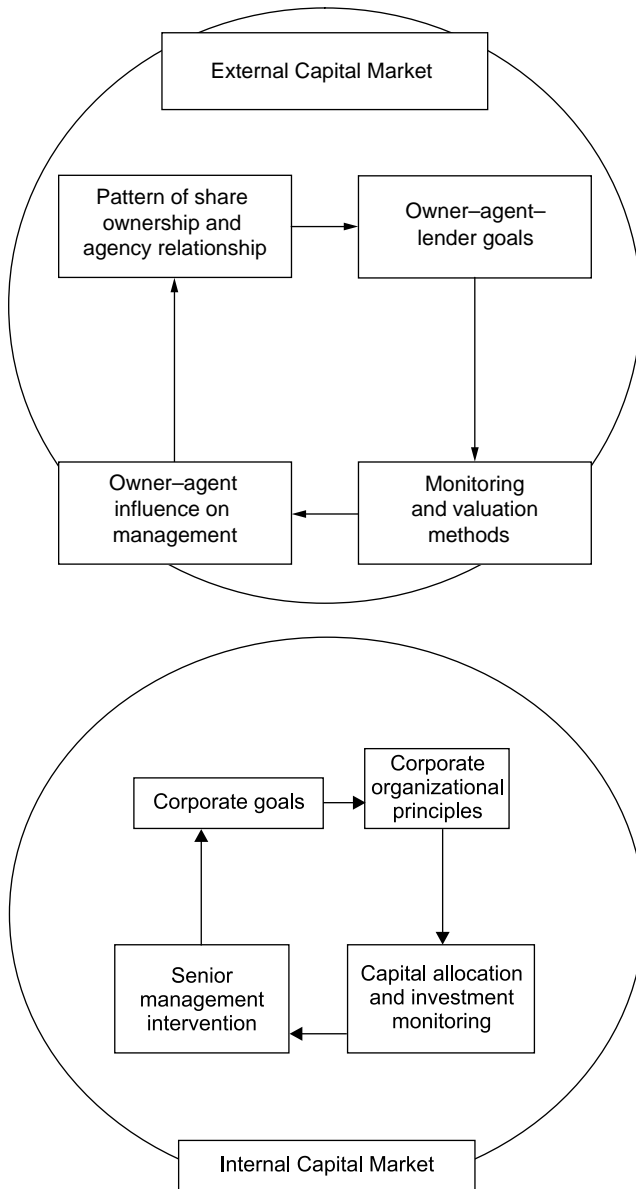 External Capital Market
Pattern of share
ownership and
agency relationship
Owner–agent–
lender goals
Owner–agent
influence on
management
Monitoring
and valuation
methods
Corporate goals
Corporate
organizational
principles
Senior
management
intervention
Capital allocation
and investment
monitoring
Internal Capital Market